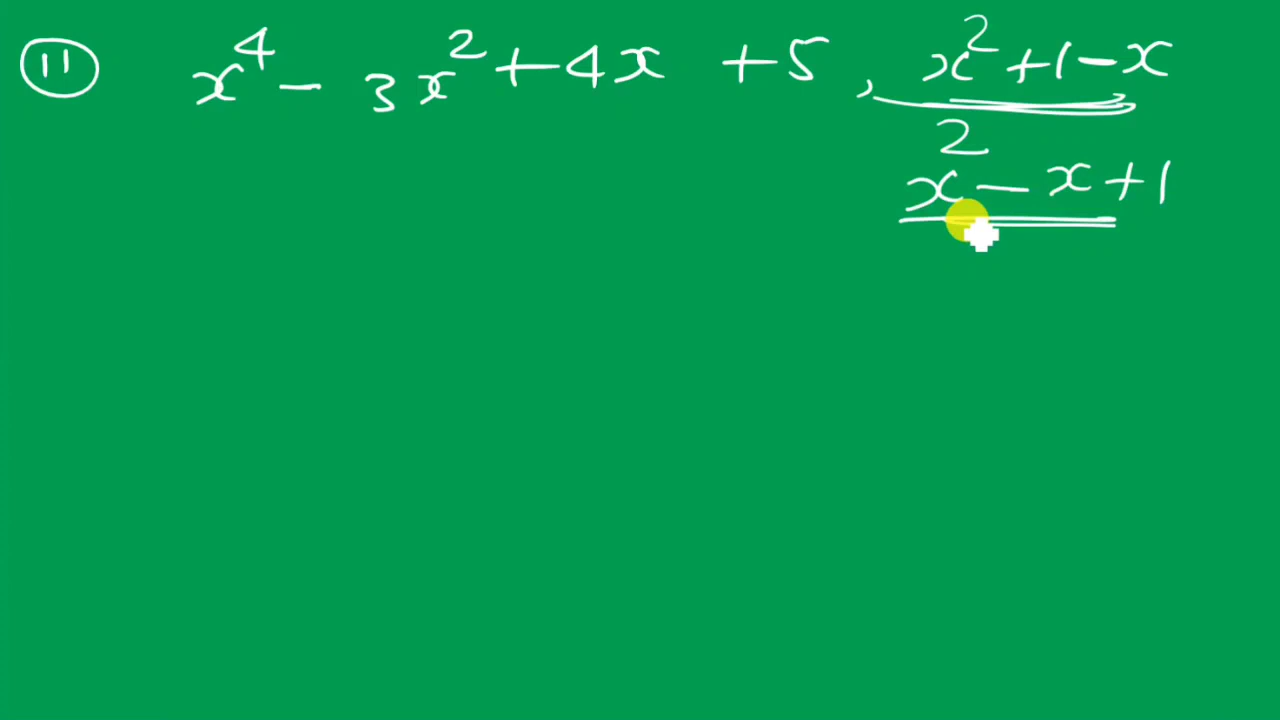 11 x⁴ - 3x² + 4x + 5, x² + 1 - x
x² - x + 1